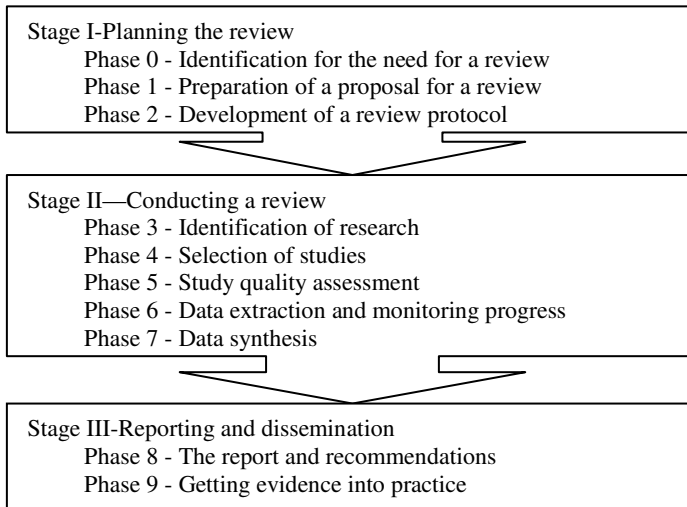 Stage I-Planning the review
Phase 0 - Identification for the need for a review
Phase 1 - Preparation of a proposal for a review
Phase 2 - Development of a review protocol
Stage II—Conducting a review
Phase 3 - Identification of research
Phase 4 - Selection of studies
Phase 5 - Study quality assessment
Phase 6 - Data extraction and monitoring progress
Phase 7 - Data synthesis
Stage III-Reporting and dissemination
Phase 8 - The report and recommendations
Phase 9 - Getting evidence into practice